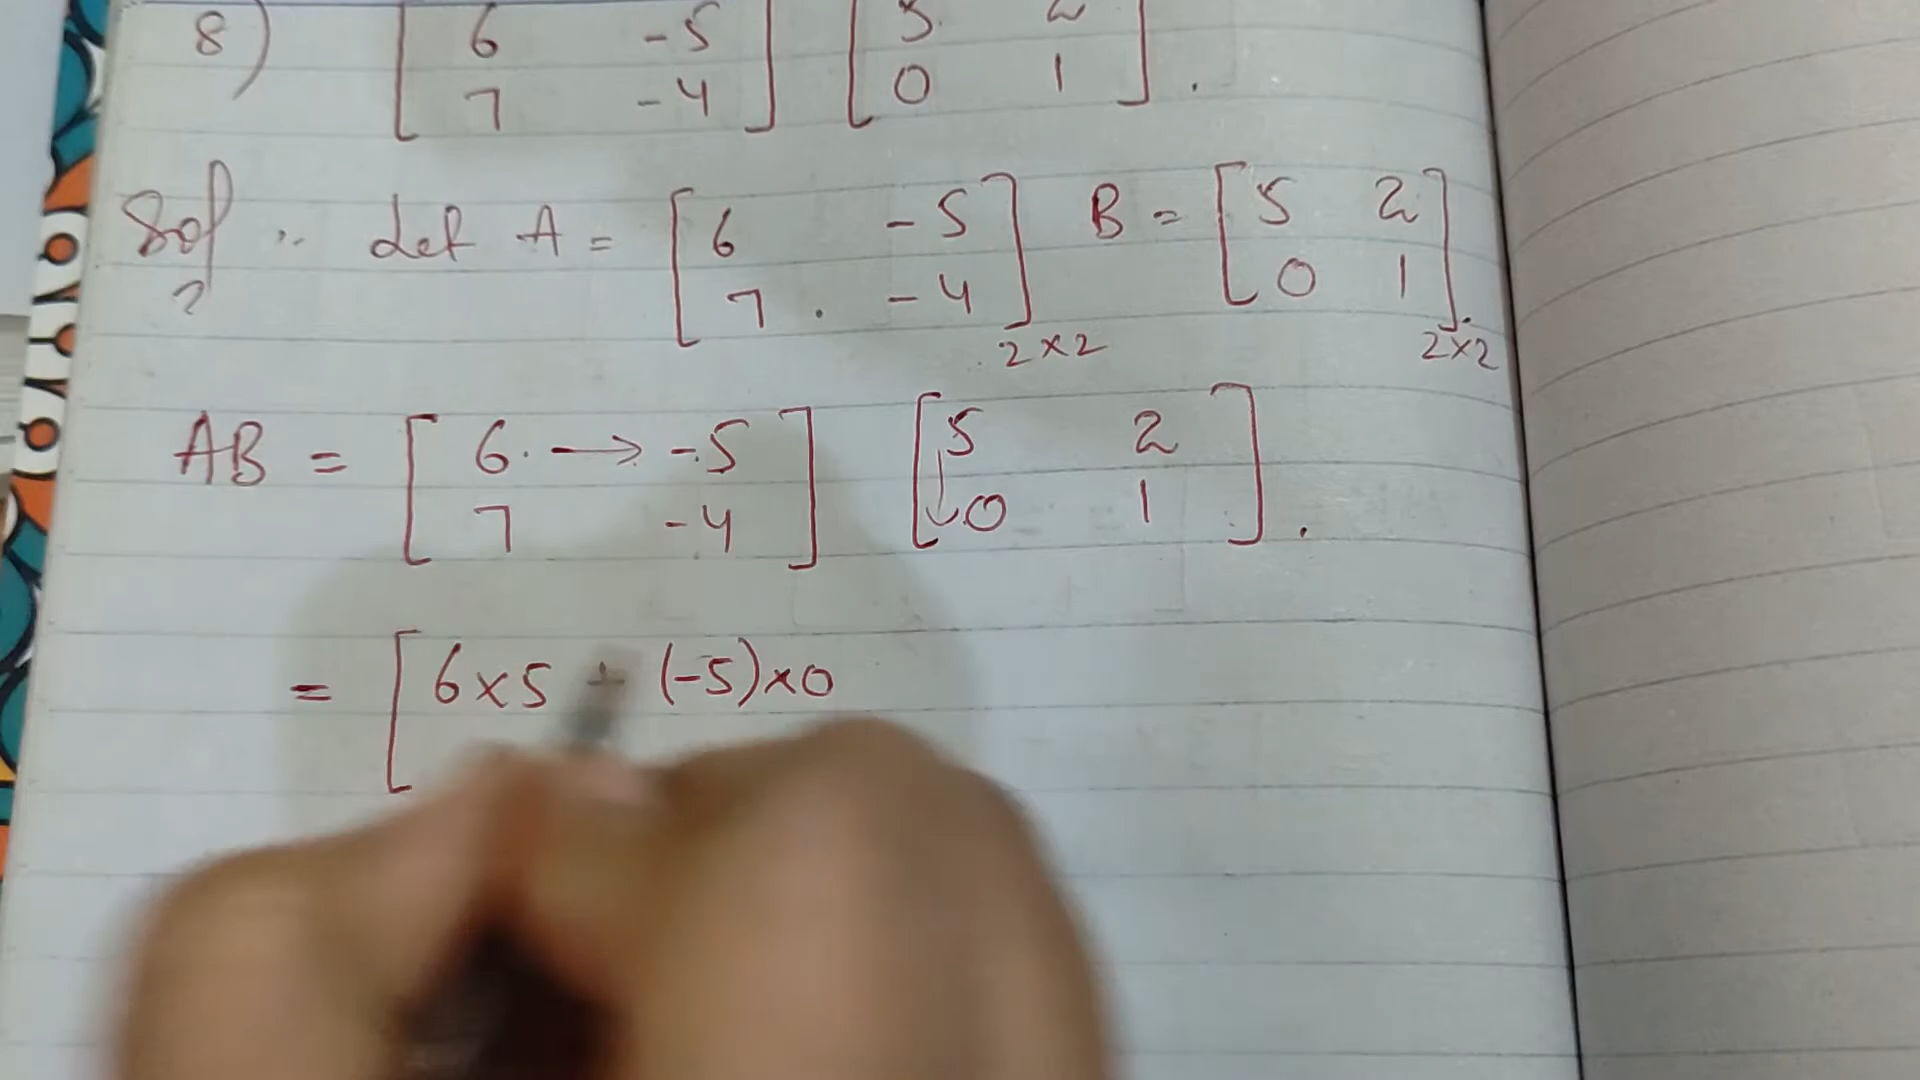 8) [ 6 -5 ] [ 5 2 ]
[ 7 -4 ] [ 0 1 ] .
Sol : Let A = [ 6 -5 ] B = [ 5 2 ]
[ 7 . -4 ] 2×2 [ 0 1 ] 2×2
AB = [ 6 → -5 ] [ 5 2 ]
[ 7 -4 ] [ ↓ 0 1 ] .
= [ 6×5 + (-5)×0